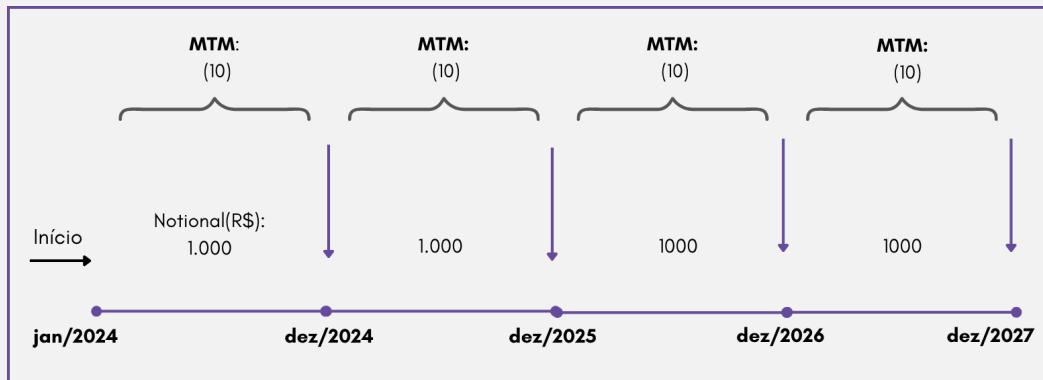 MTM:
(10)
MTM:
(10)
MTM:
(10)
MTM:
(10)
Início
Notional(R$):
1.000
1.000
1000
1000
jan/2024
dez/2024
dez/2025
dez/2026
dez/2027